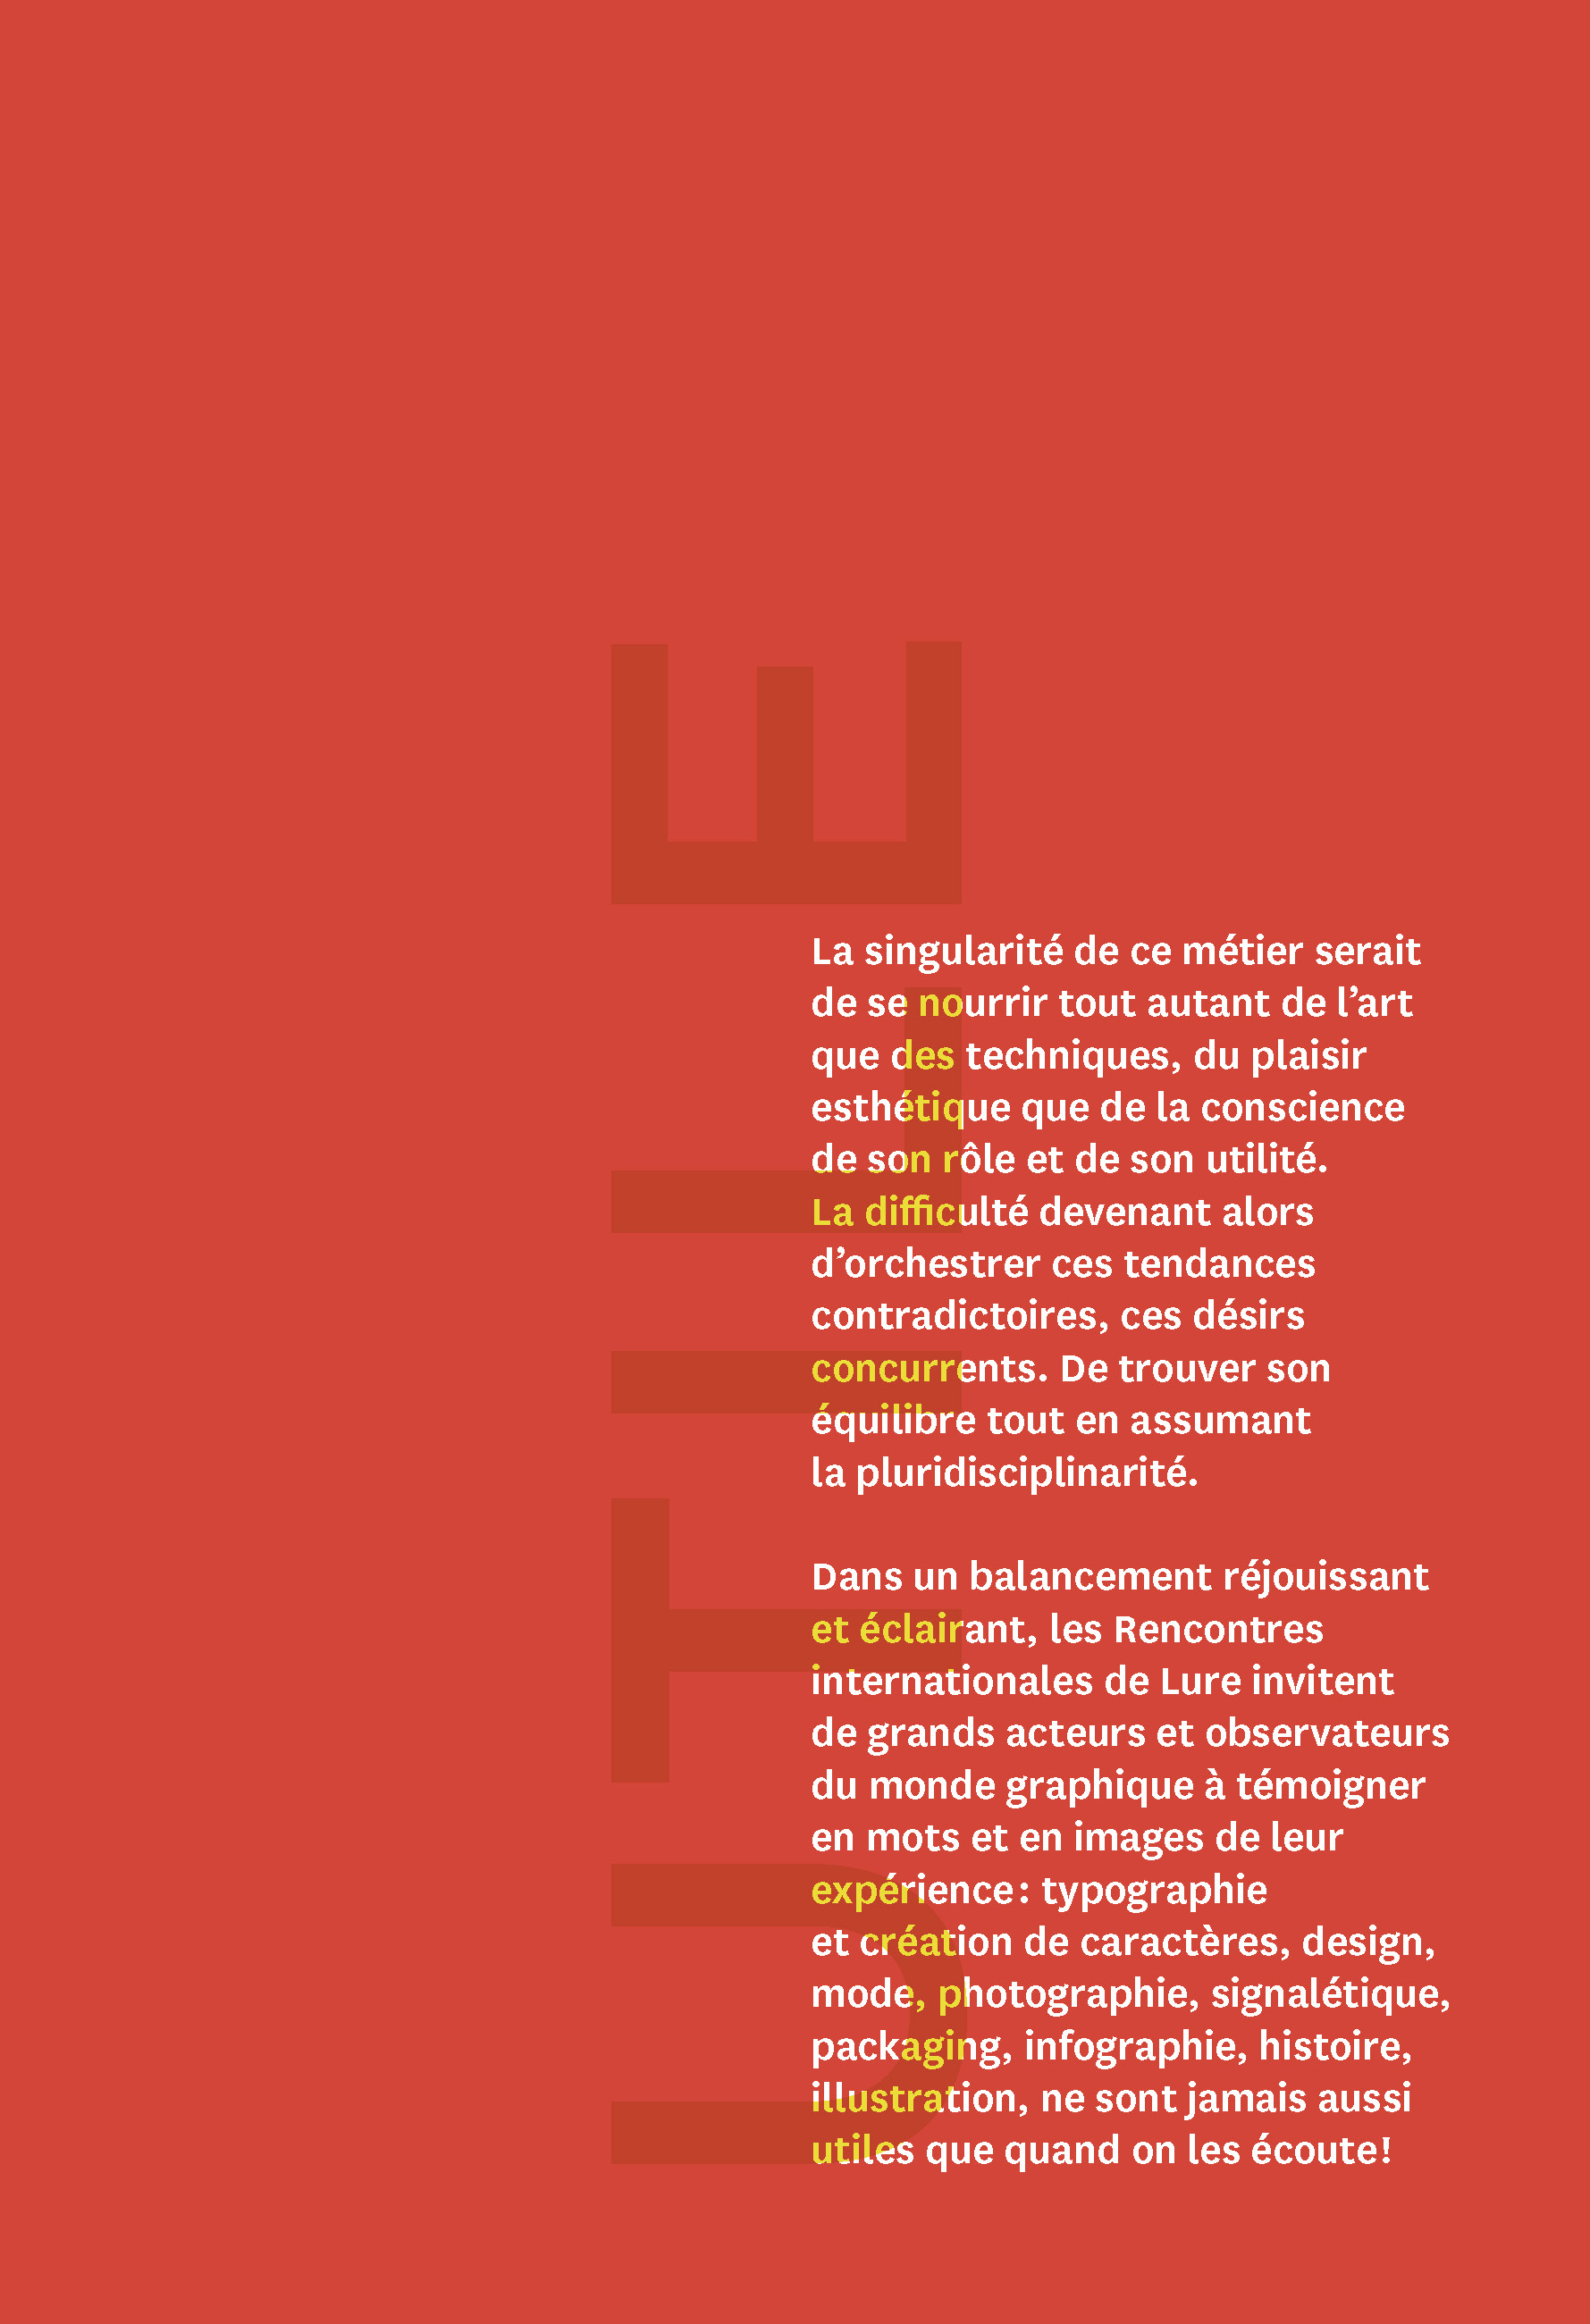 UTILE
La singularité de ce métier serait
de se nourrir tout autant de l’art
que des techniques, du plaisir
esthétique que de la conscience
de son rôle et de son utilité.
La difficulté devenant alors
d’orchestrer ces tendances
contradictoires, ces désirs
concurrents. De trouver son
équilibre tout en assumant
la pluridisciplinarité.
Dans un balancement réjouissant
et éclairant, les Rencontres
internationales de Lure invitent
de grands acteurs et observateurs
du monde graphique à témoigner
en mots et en images de leur
expérience : typographie
et création de caractères, design,
mode, photographie, signalétique,
packaging, infographie, histoire,
illustration, ne sont jamais aussi
utiles que quand on les écoute !